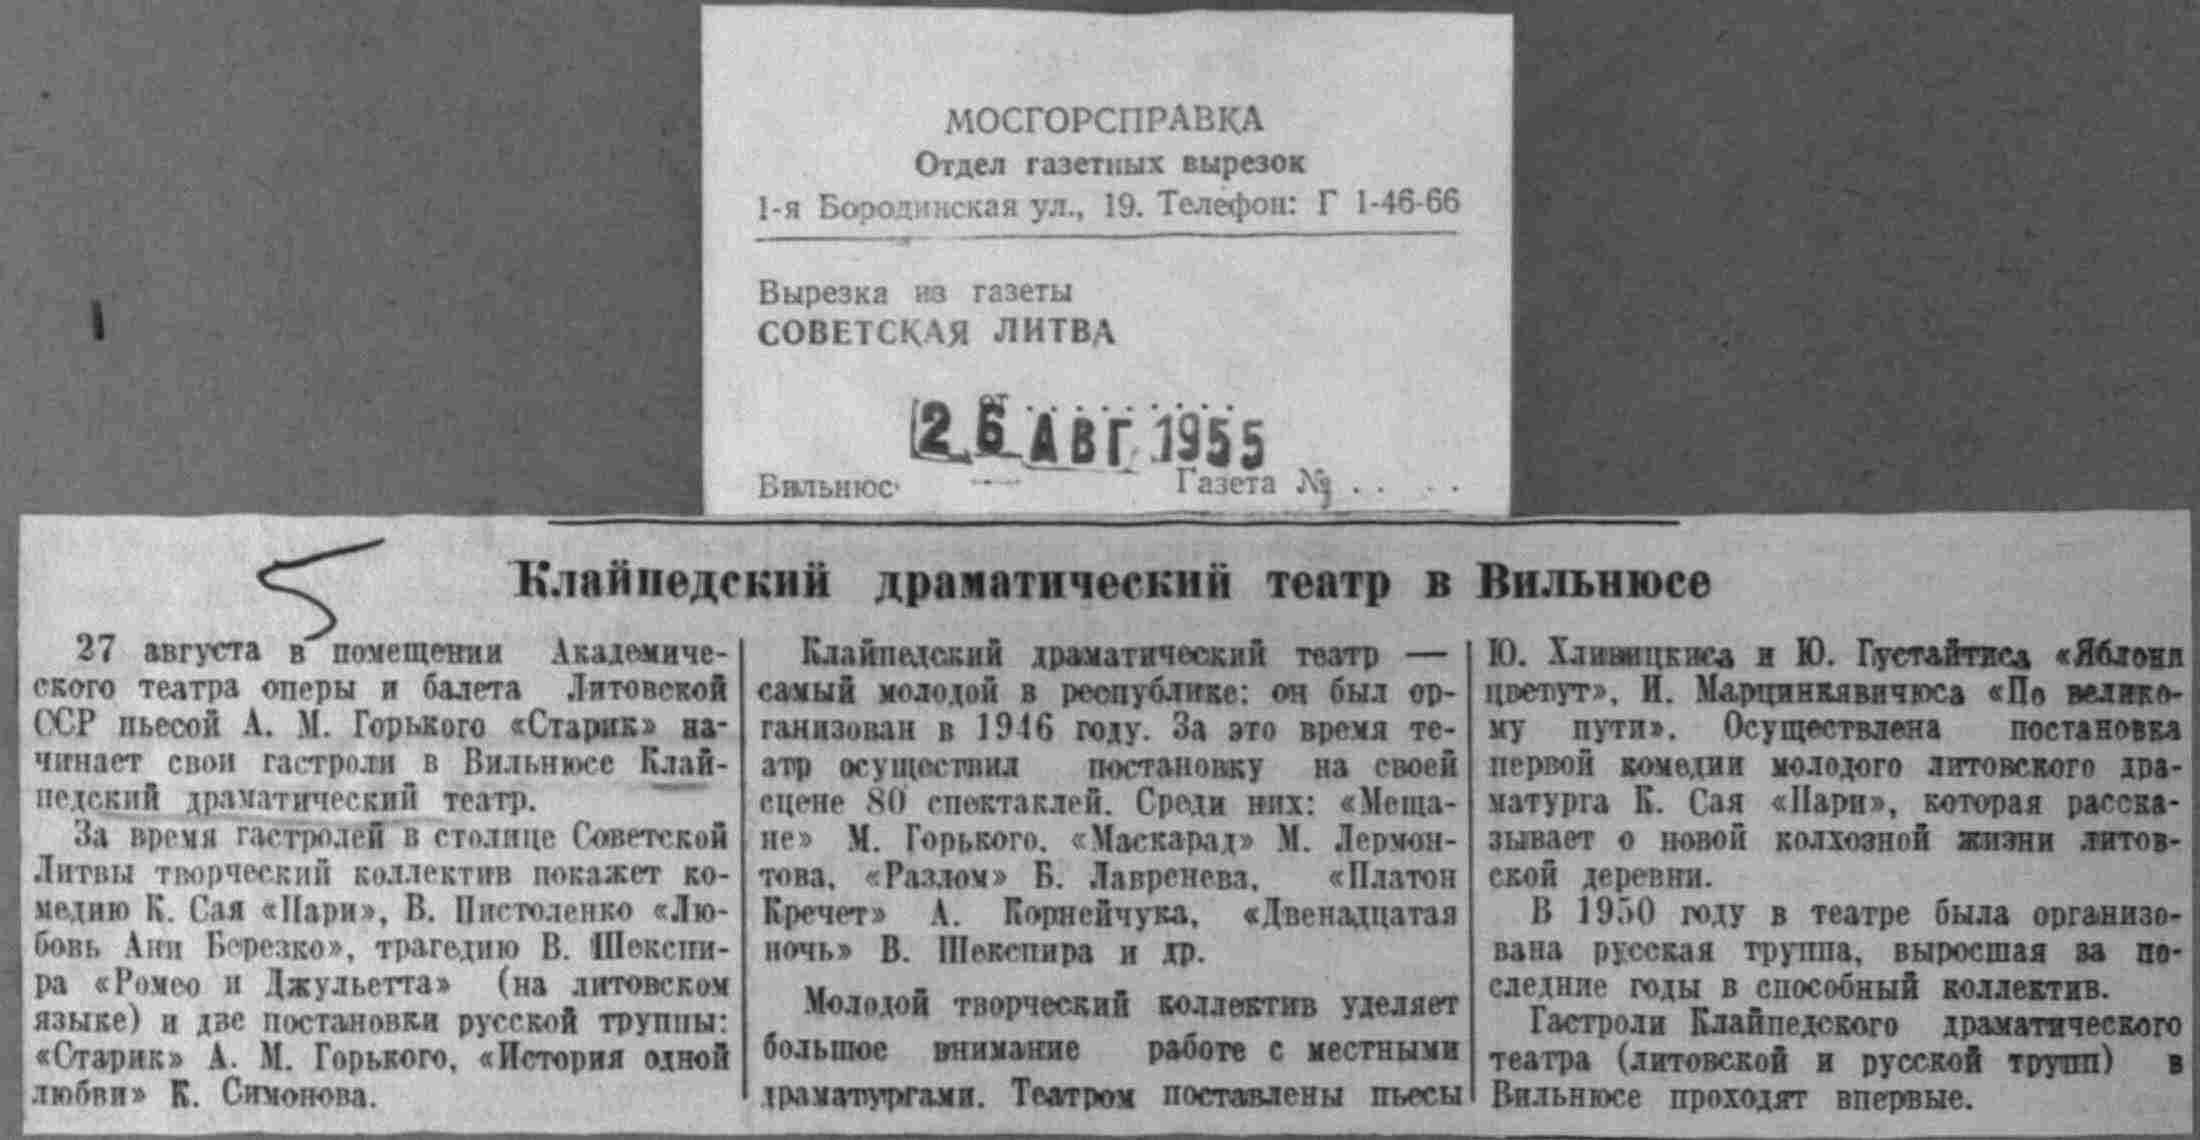 МОСГОРСПРАВКА
Отдел газетных вырезок
1-я Бородинская ул., 19. Телефон: Г 1-46-66
Вырезка из газеты
СОВЕТСКАЯ ЛИТВА
от . . . . . . . . .
26 АВГ 1955
Вильнюс Газета № . . . .
5
Клайпедский драматический театр в Вильнюсе
27 августа в помещении Академиче-
ского театра оперы и балета Литовской
ССР пьесой А. М. Горького «Старик» на-
чинает свои гастроли в Вильнюсе Клай-
педский драматический театр.
За время гастролей в столице Советской
Литвы творческий коллектив покажет ко-
медию К. Сая «Пари», В. Пистоленко «Лю-
бовь Ани Березко», трагедию В. Шекспи-
ра «Ромео и Джульетта» (на литовском
языке) и две постановки русской труппы:
«Старик» А. М. Горького, «История одной
любви» К. Симонова.
Клайпедский драматический театр —
самый молодой в республике: он был ор-
ганизован в 1946 году. За это время те-
атр осуществил постановку на своей
сцене 80 спектаклей. Среди них: «Меща-
не» М. Горького, «Маскарад» М. Лермон-
това, «Разлом» Б. Лавренева, «Платон
Кречет» А. Корнейчука, «Двенадцатая
ночь» В. Шекспира и др.
Молодой творческий коллектив уделяет
большое внимание работе с местными
драматургами. Театром поставлены пьесы
Ю. Хливицкиса и Ю. Густайтиса «Яблони
цветут», И. Марцинкявичюса «По велико-
му пути». Осуществлена постановка
первой комедии молодого литовского дра-
матурга К. Сая «Пари», которая расска-
зывает о новой колхозной жизни литов-
ской деревни.
В 1950 году в театре была организо-
вана русская труппа, выросшая за по-
следние годы в способный коллектив.
Гастроли Клайпедского драматического
театра (литовской и русской трупп) в
Вильнюсе проходят впервые.